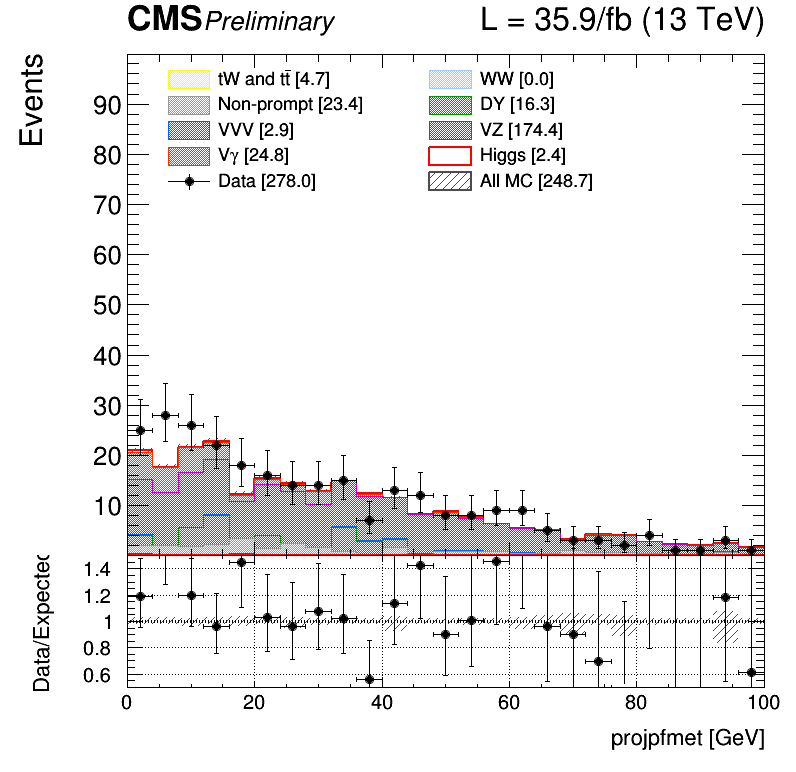 CMS Preliminary L = 35.9/fb (13 TeV)
Events
tW and tt̄ [4.7] WW [0.0]
Non-prompt [23.4] DY [16.3]
VVV [2.9] VZ [174.4]
Vγ [24.8] Higgs [2.4]
Data [278.0] All MC [248.7]
90
80
70
60
50
40
30
20
10
Data/Expected
1.4
1.2
1
0.8
0.6
0 20 40 60 80 100
projpfmet [GeV]